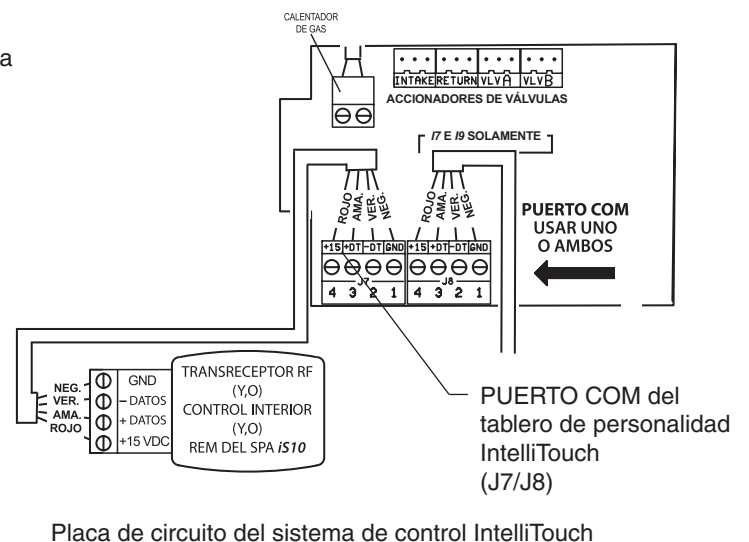 CALENTADOR
DE GAS
a
INTAKE RETURN VLV A VLV B
ACCIONADORES DE VÁLVULAS
I7 E I9 SOLAMENTE
ROJO
AMA.
VER.
NEG.
ROJO
AMA.
VER.
NEG.
PUERTO COM
USAR UNO
O AMBOS
+15 +DT -DT GND +15 +DT -DT GND
J7 J8
4 3 2 1 4 3 2 1
NEG.
VER.
AMA.
ROJO
GND
– DATOS
+ DATOS
+15 VDC
TRANSRECEPTOR RF
(Y,O)
CONTROL INTERIOR
(Y,O)
REM DEL SPA iS10
PUERTO COM del
tablero de personalidad
IntelliTouch
(J7/J8)
Placa de circuito del sistema de control IntelliTouch